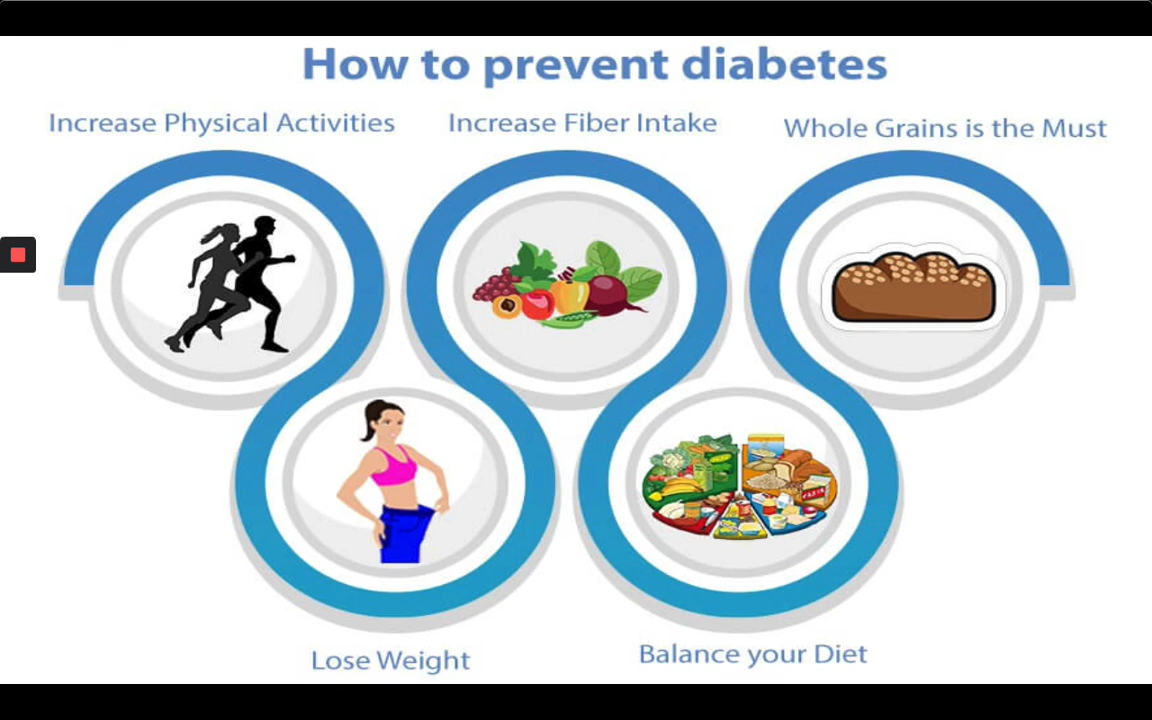 How to prevent diabetes
Increase Physical Activities
Increase Fiber Intake
Whole Grains is the Must
Lose Weight
Balance your Diet